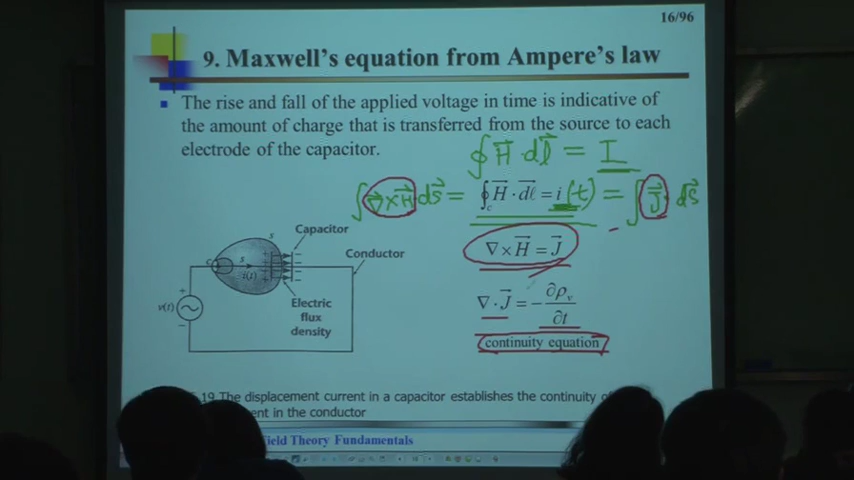 16/96
9. Maxwell's equation from Ampere's law
The rise and fall of the applied voltage in time is indicative of
the amount of charge that is transferred from the source to each
electrode of the capacitor.
∮H⃗ · dl⃗ = I
∫∇⃗ × H⃗ · ds⃗ = ∮c H⃗ · dℓ⃗ = i(t) = ∫J⃗ · ds⃗
∇ × H⃗ = J⃗
∇ · J⃗ = −∂ρv/∂t
continuity equation
Capacitor
Conductor
s
c
s
i(t)
+
v(t)
−
Electric
flux
density
19 The displacement current in a capacitor establishes the continuity
in the conductor
Field Theory Fundamentals